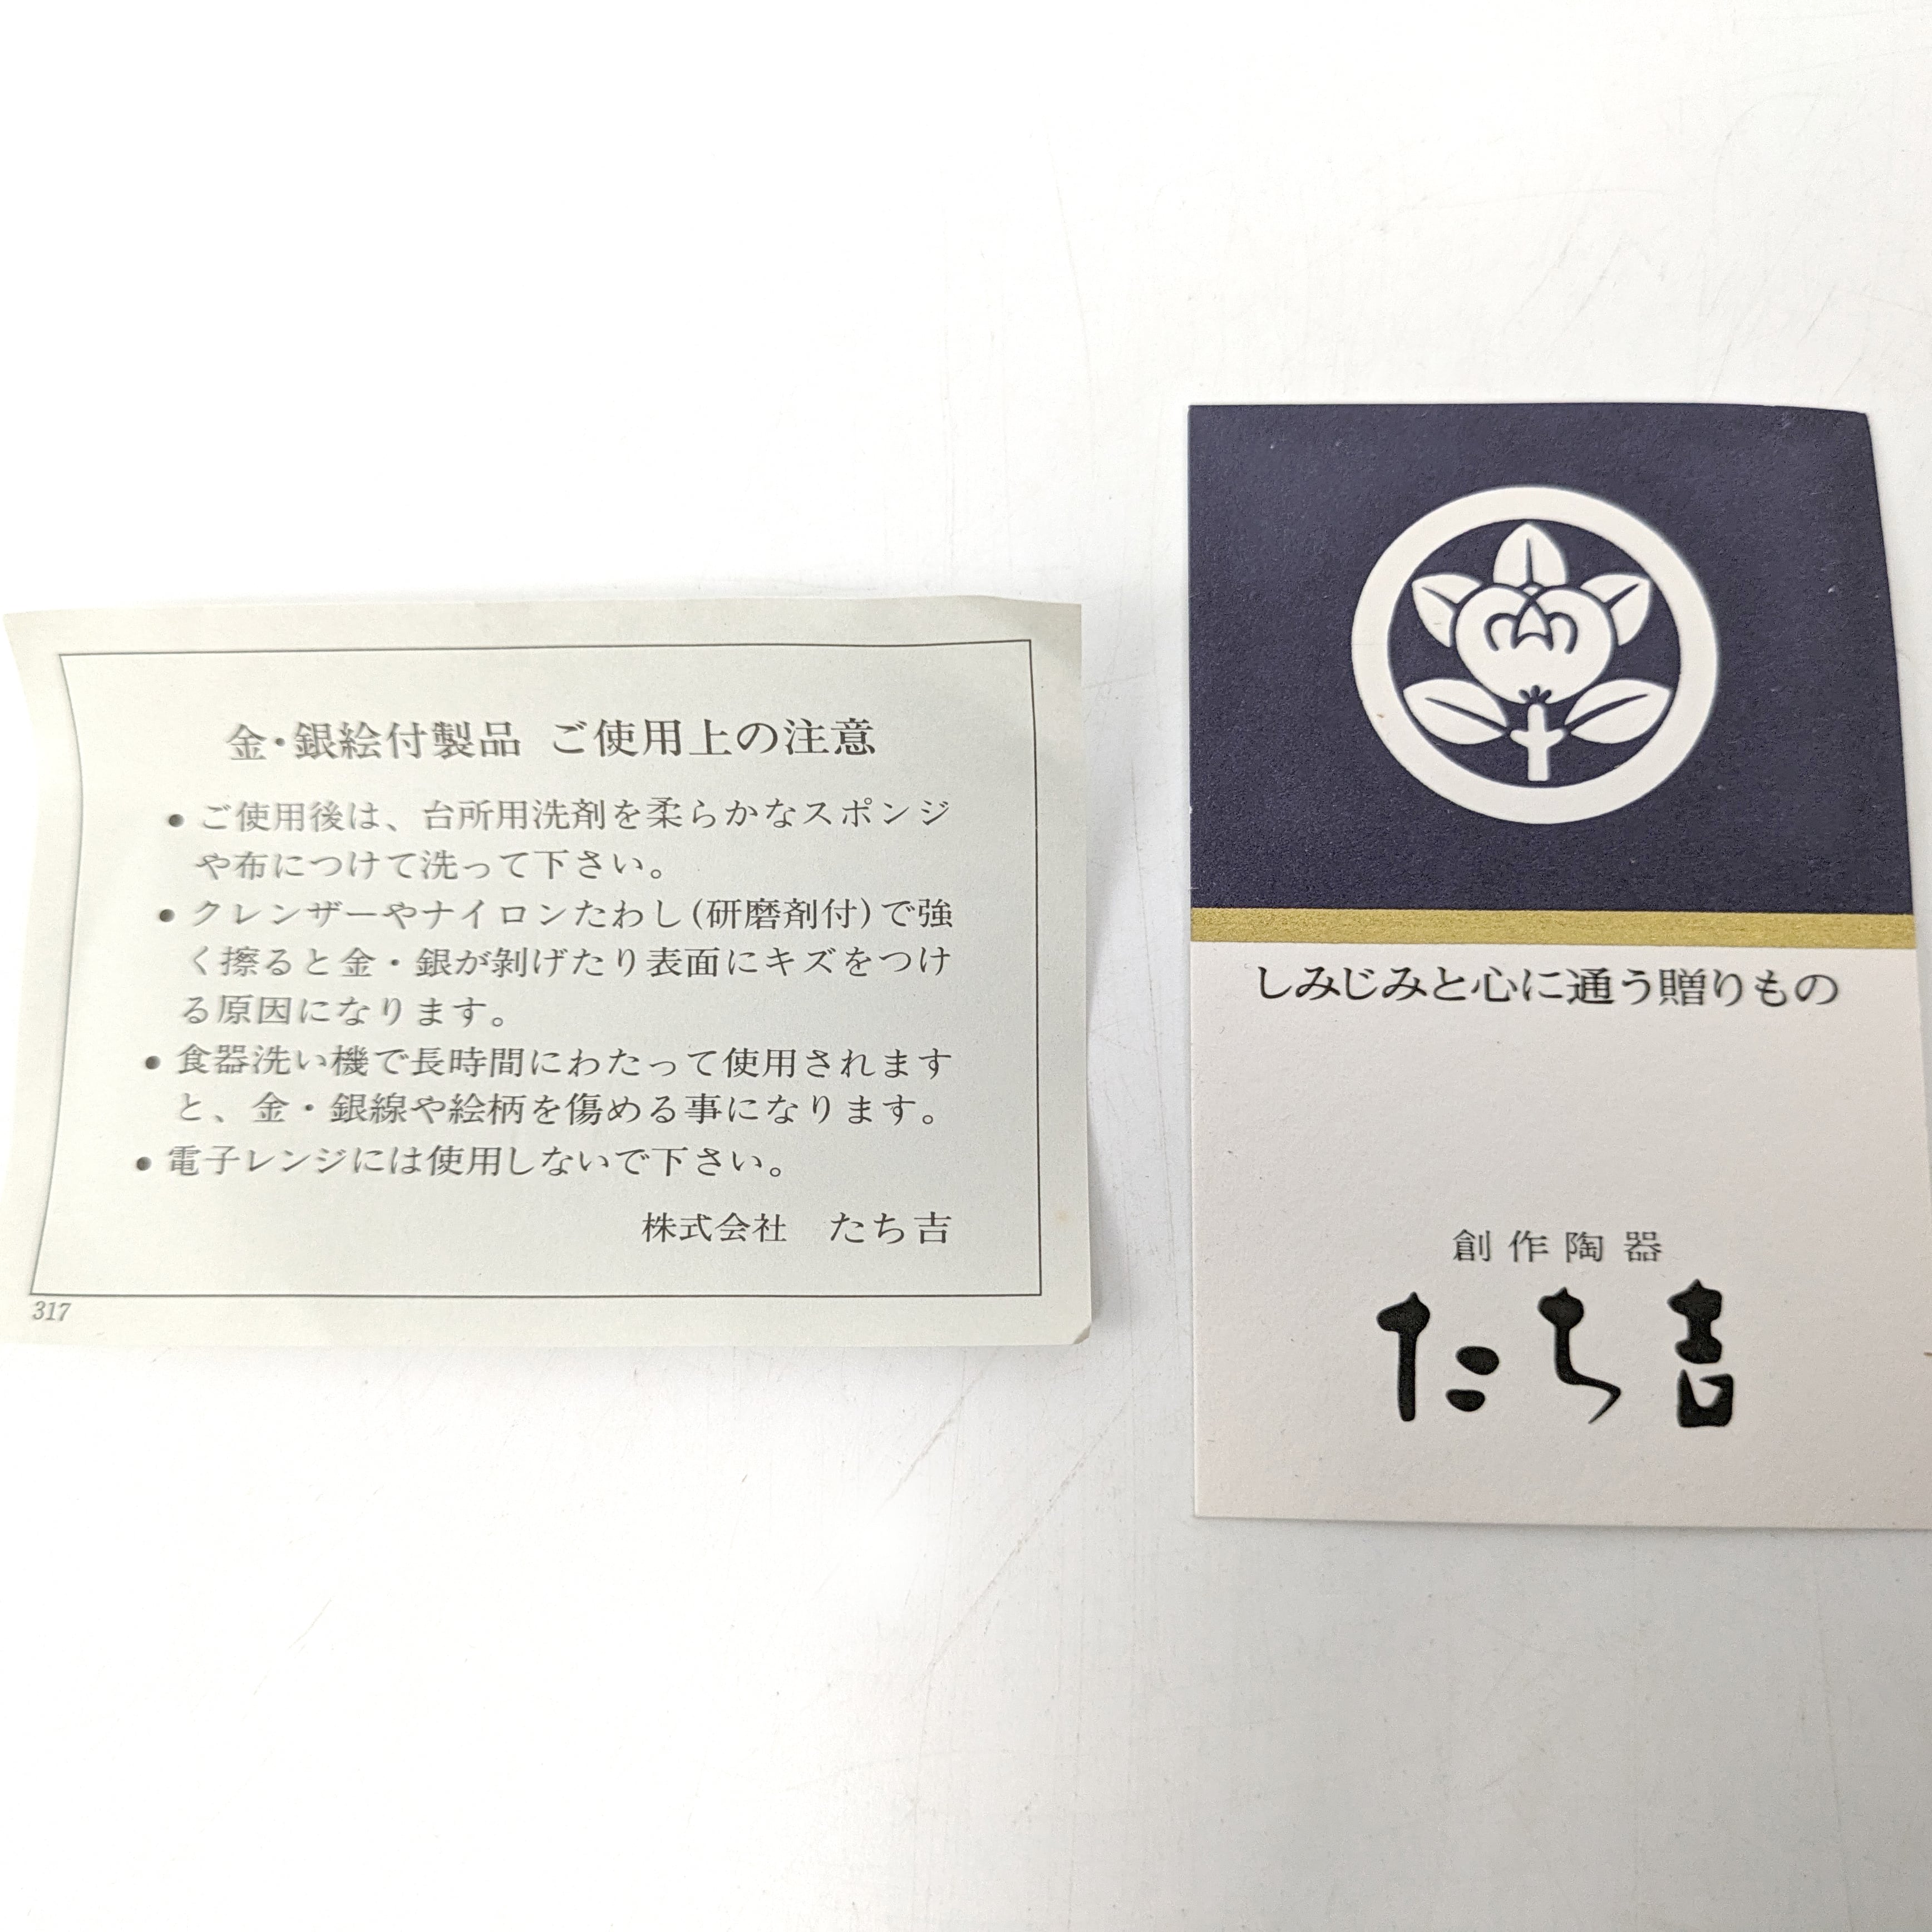 金・銀絵付製品 ご使用上の注意
● ご使用後は、台所用洗剤を柔らかなスポンジ
や布につけて洗って下さい。
● クレンザーやナイロンたわし(研磨剤付)で強
く擦ると金・銀が剥げたり表面にキズをつけ
る原因になります。
● 食器洗い機で長時間にわたって使用されます
と、金・銀線や絵柄を傷める事になります。
● 電子レンジには使用しないで下さい。
株式会社 たち吉
317
しみじみと心に通う贈りもの
創作陶器
たち吉